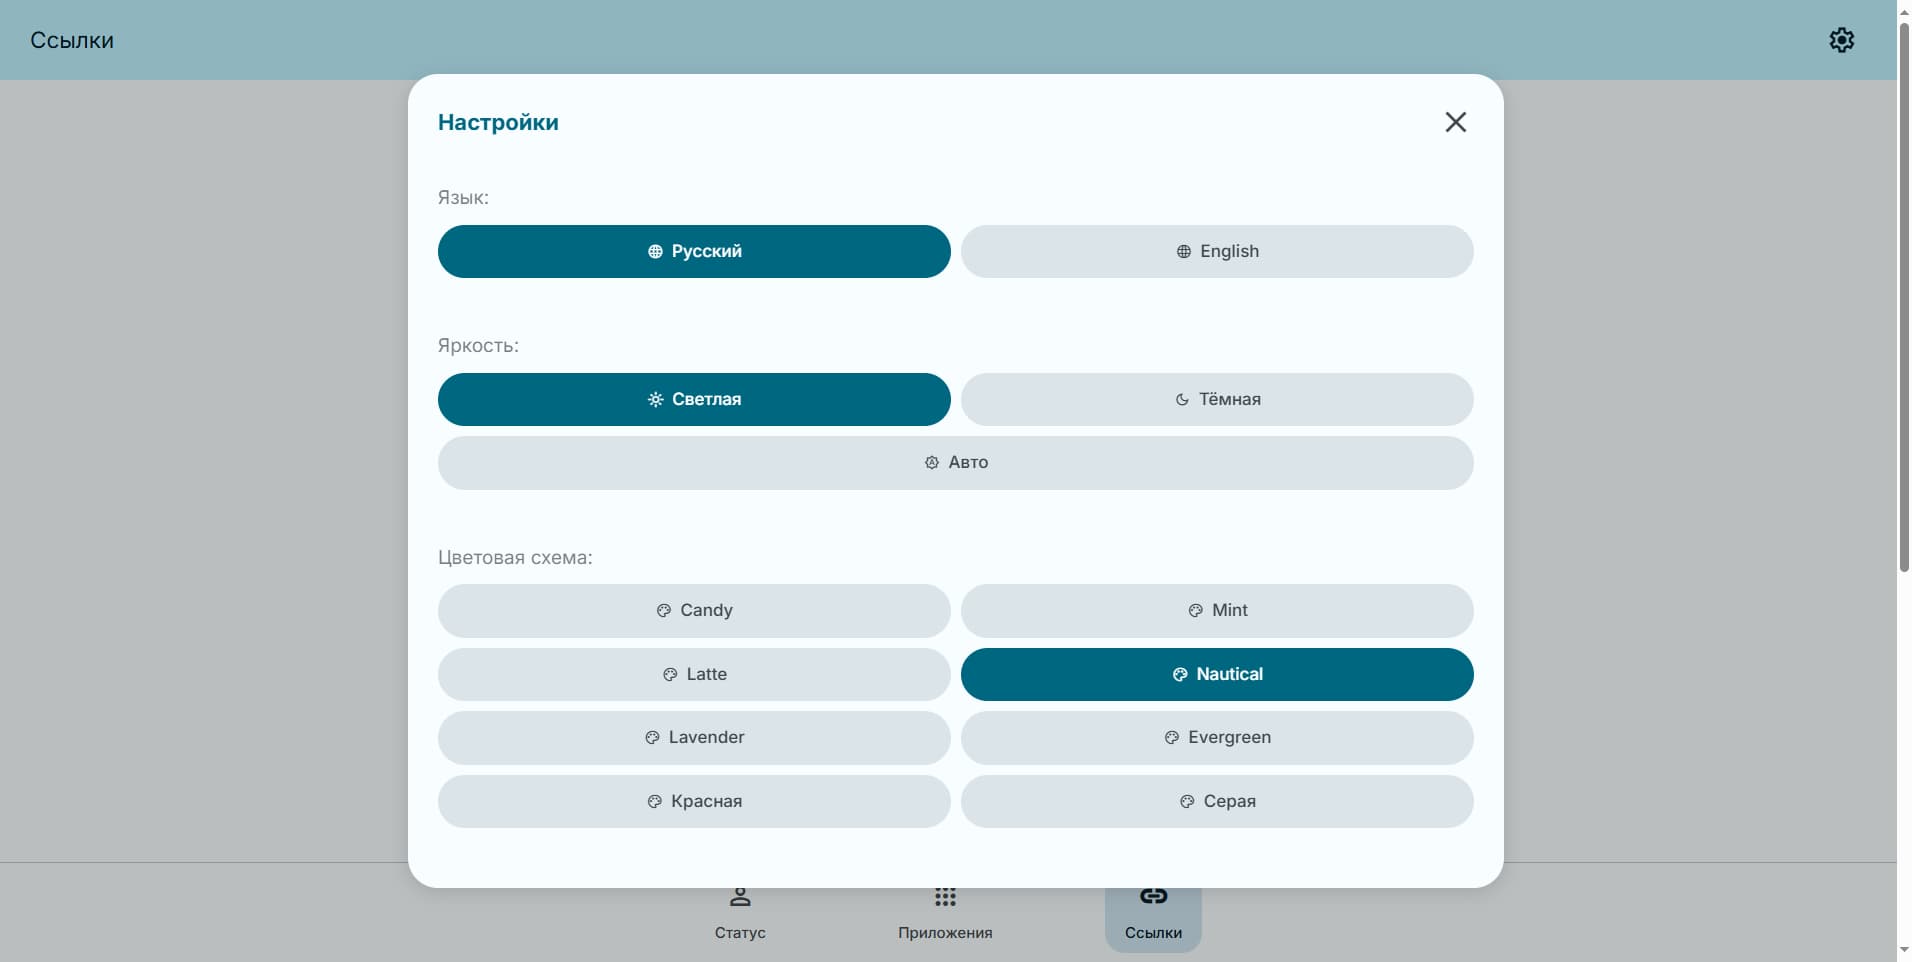 Ссылки
Настройки
Язык:
Русский English
Яркость:
Светлая Тёмная
Авто
Цветовая схема:
Candy Mint
Latte Nautical
Lavender Evergreen
Красная Серая
Статус Приложения Ссылки